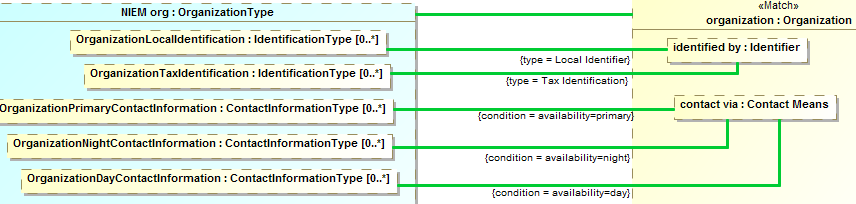 NIEM org : OrganizationType
«Match»
organization : Organization
OrganizationLocalIdentification : IdentificationType [0..*]
identified by : Identifier
{type = Local Identifier}
OrganizationTaxIdentification : IdentificationType [0..*]
{type = Tax Identification}
OrganizationPrimaryContactInformation : ContactInformationType [0..*]
contact via : Contact Means
{condition = availability=primary}
OrganizationNightContactInformation : ContactInformationType [0..*]
{condition = availability=night}
OrganizationDayContactInformation : ContactInformationType [0..*]
{condition = availability=day}